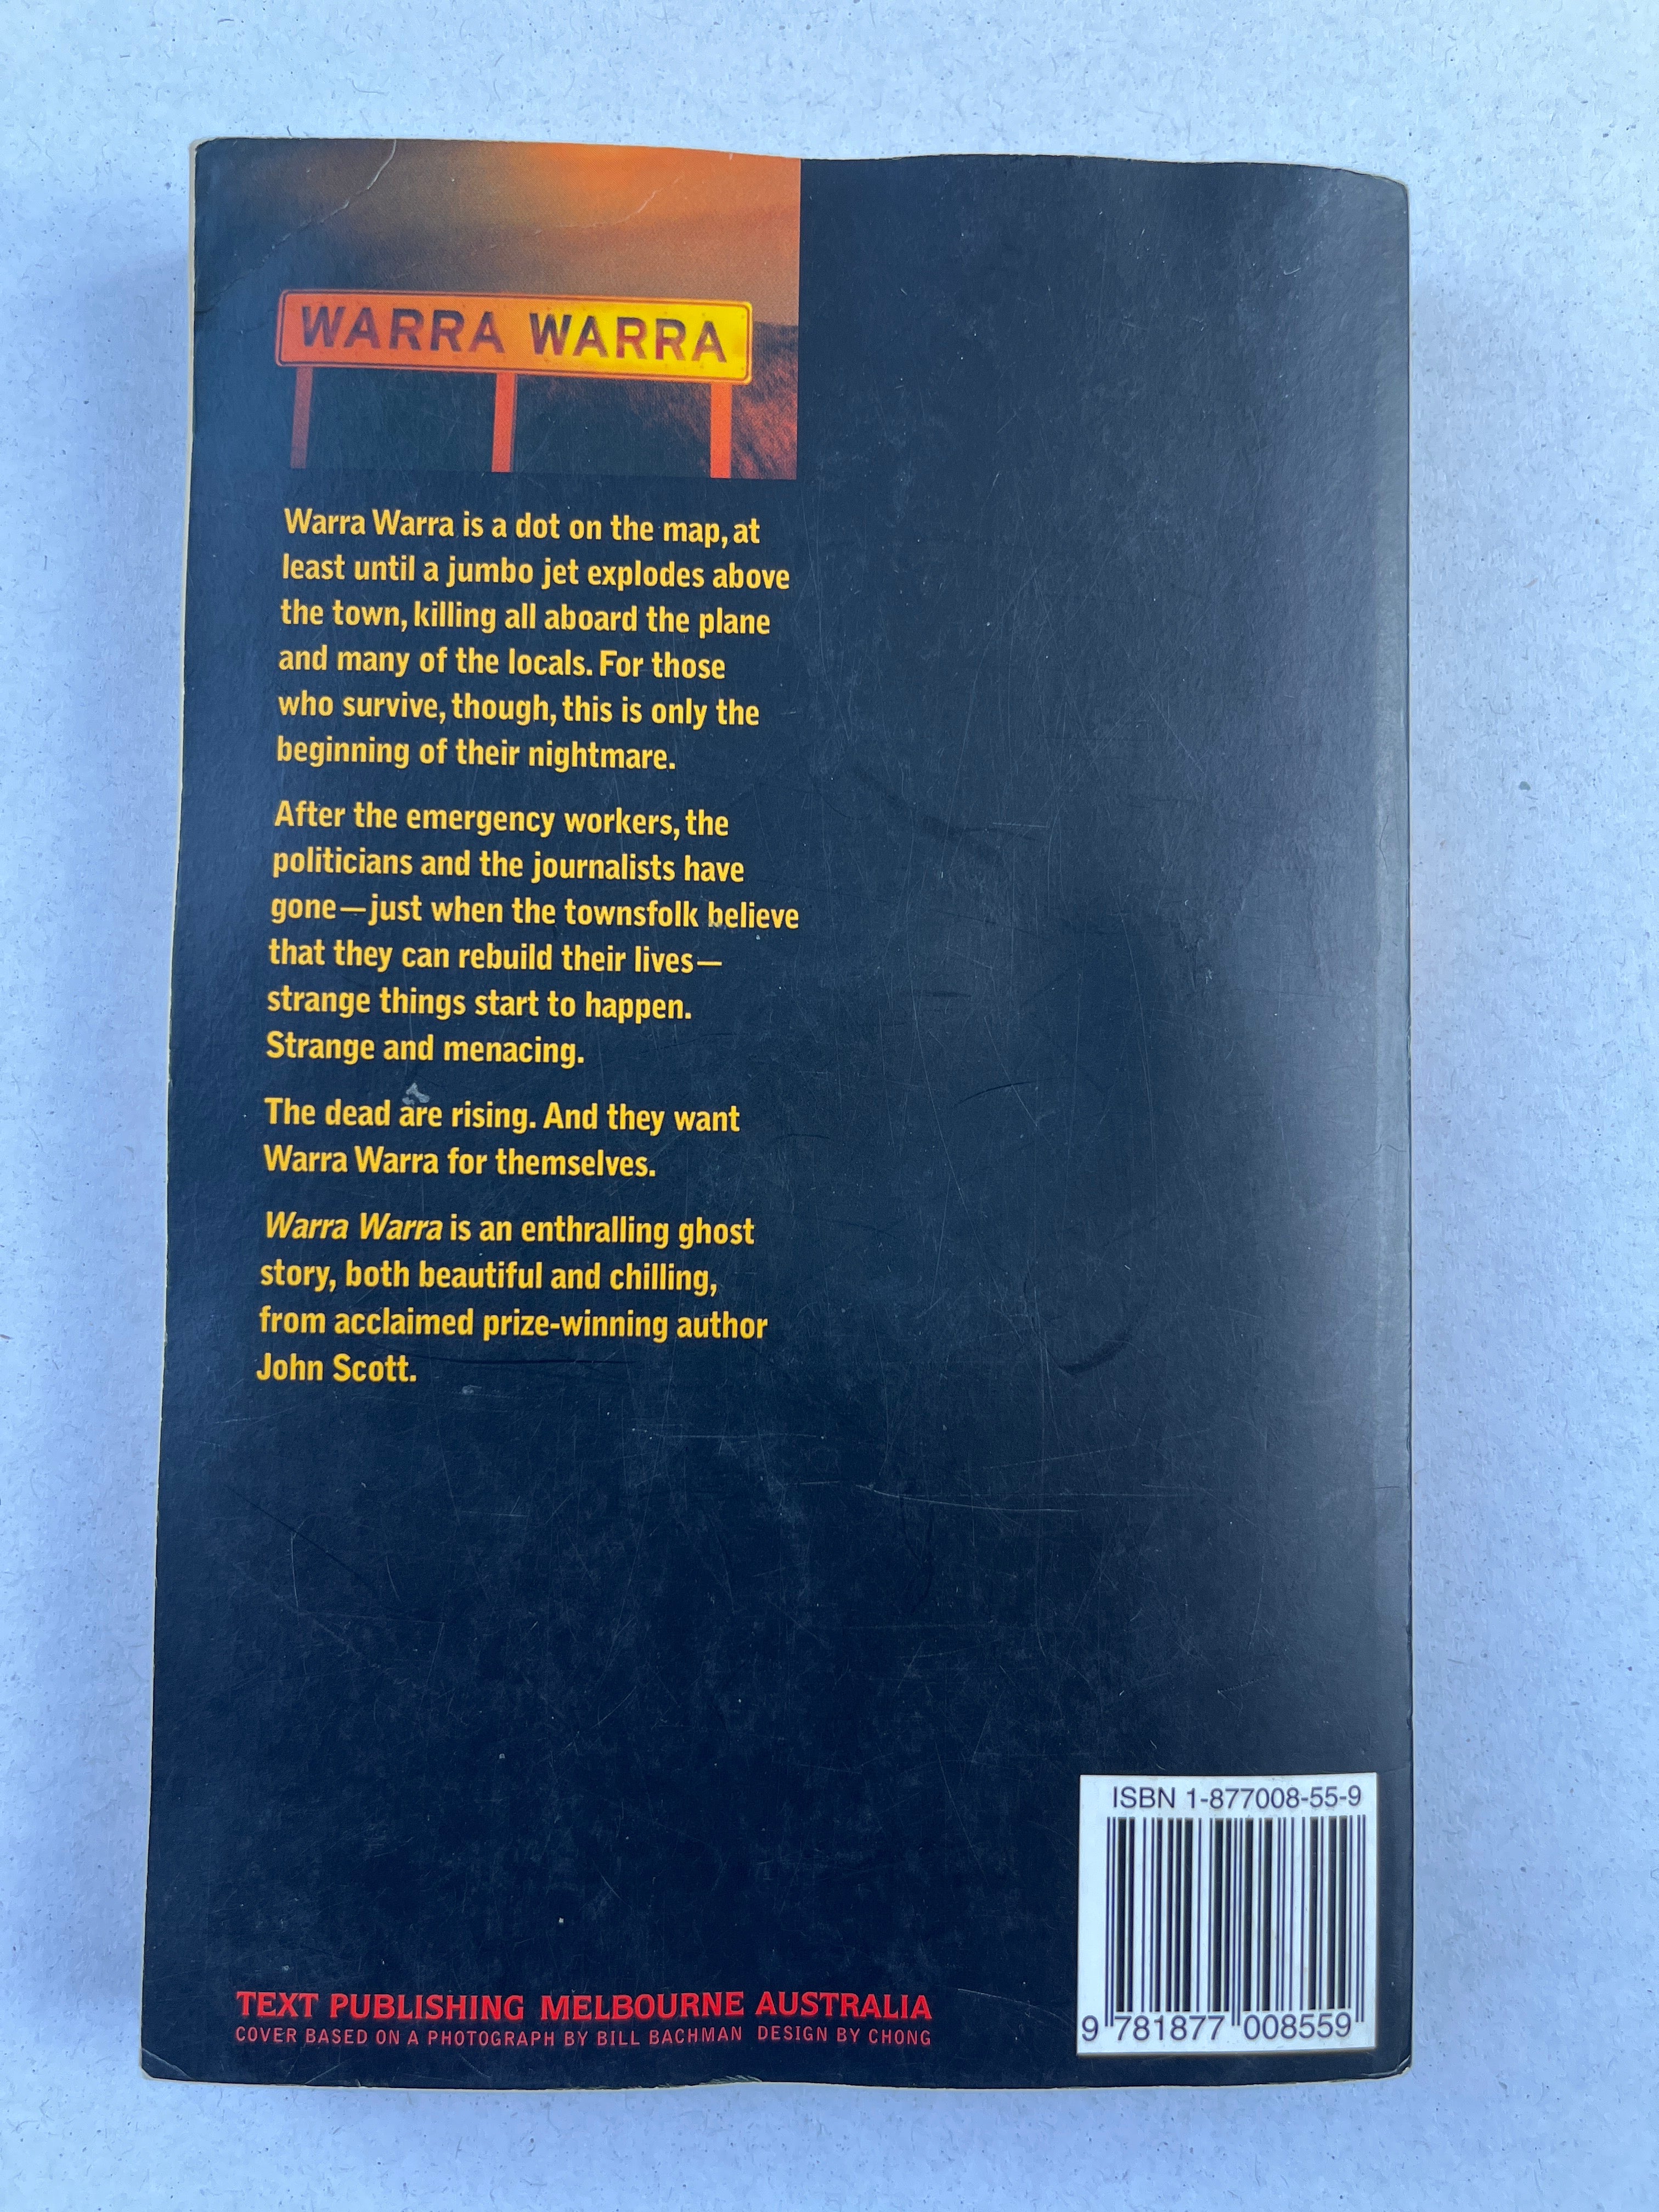 WARRA WARRA
Warra Warra is a dot on the map, at
least until a jumbo jet explodes above
the town, killing all aboard the plane
and many of the locals. For those
who survive, though, this is only the
beginning of their nightmare.
After the emergency workers, the
politicians and the journalists have
gone—just when the townsfolk believe
that they can rebuild their lives—
strange things start to happen.
Strange and menacing.
The dead are rising. And they want
Warra Warra for themselves.
Warra Warra is an enthralling ghost
story, both beautiful and chilling,
from acclaimed prize-winning author
John Scott.
ISBN 1-877008-55-9
9 781877 008559
TEXT PUBLISHING MELBOURNE AUSTRALIA
COVER BASED ON A PHOTOGRAPH BY BILL BACHMAN DESIGN BY CHONG